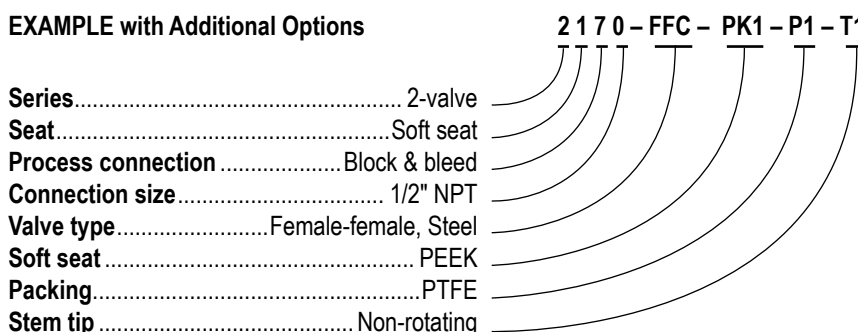 EXAMPLE with Additional Options 2 1 7 0 – FFC – PK1 – P1 – T1
Series.................................................... 2-valve
Seat.....................................................Soft seat
Process connection ...................Block & bleed
Connection size................................. 1/2" NPT
Valve type........................Female-female, Steel
Soft seat ................................................. PEEK
Packing....................................................PTFE
Stem tip ........................................ Non-rotating